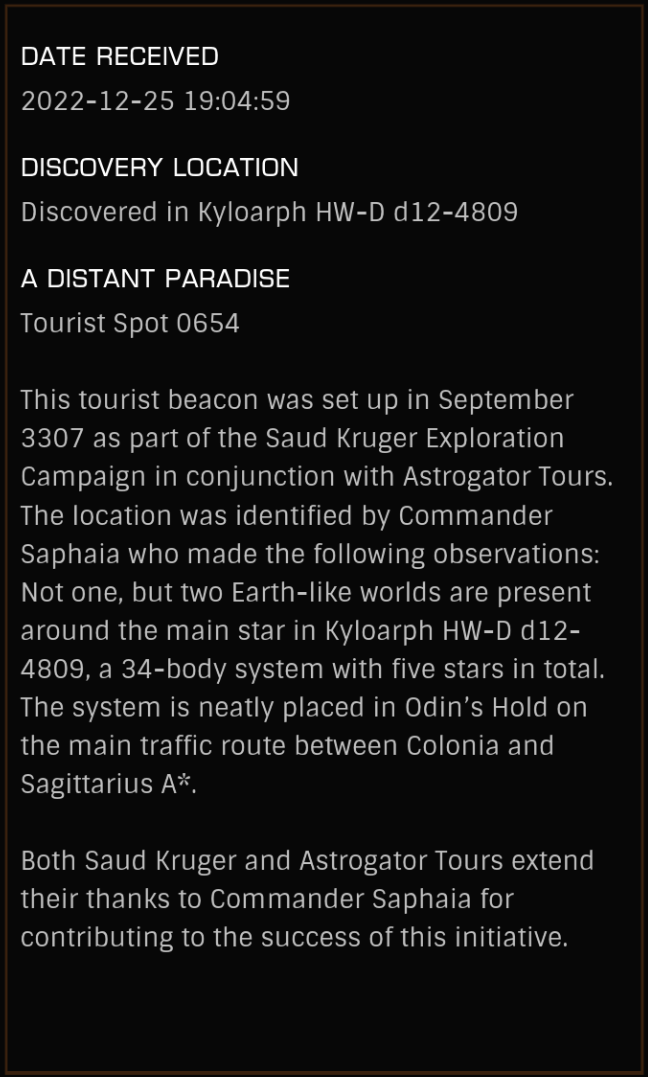 DATE RECEIVED
2022-12-25 19:04:59
DISCOVERY LOCATION
Discovered in Kyloarph HW-D d12-4809
A DISTANT PARADISE
Tourist Spot 0654
This tourist beacon was set up in September
3307 as part of the Saud Kruger Exploration
Campaign in conjunction with Astrogator Tours.
The location was identified by Commander
Saphaia who made the following observations:
Not one, but two Earth-like worlds are present
around the main star in Kyloarph HW-D d12-
4809, a 34-body system with five stars in total.
The system is neatly placed in Odin’s Hold on
the main traffic route between Colonia and
Sagittarius A*.
Both Saud Kruger and Astrogator Tours extend
their thanks to Commander Saphaia for
contributing to the success of this initiative.